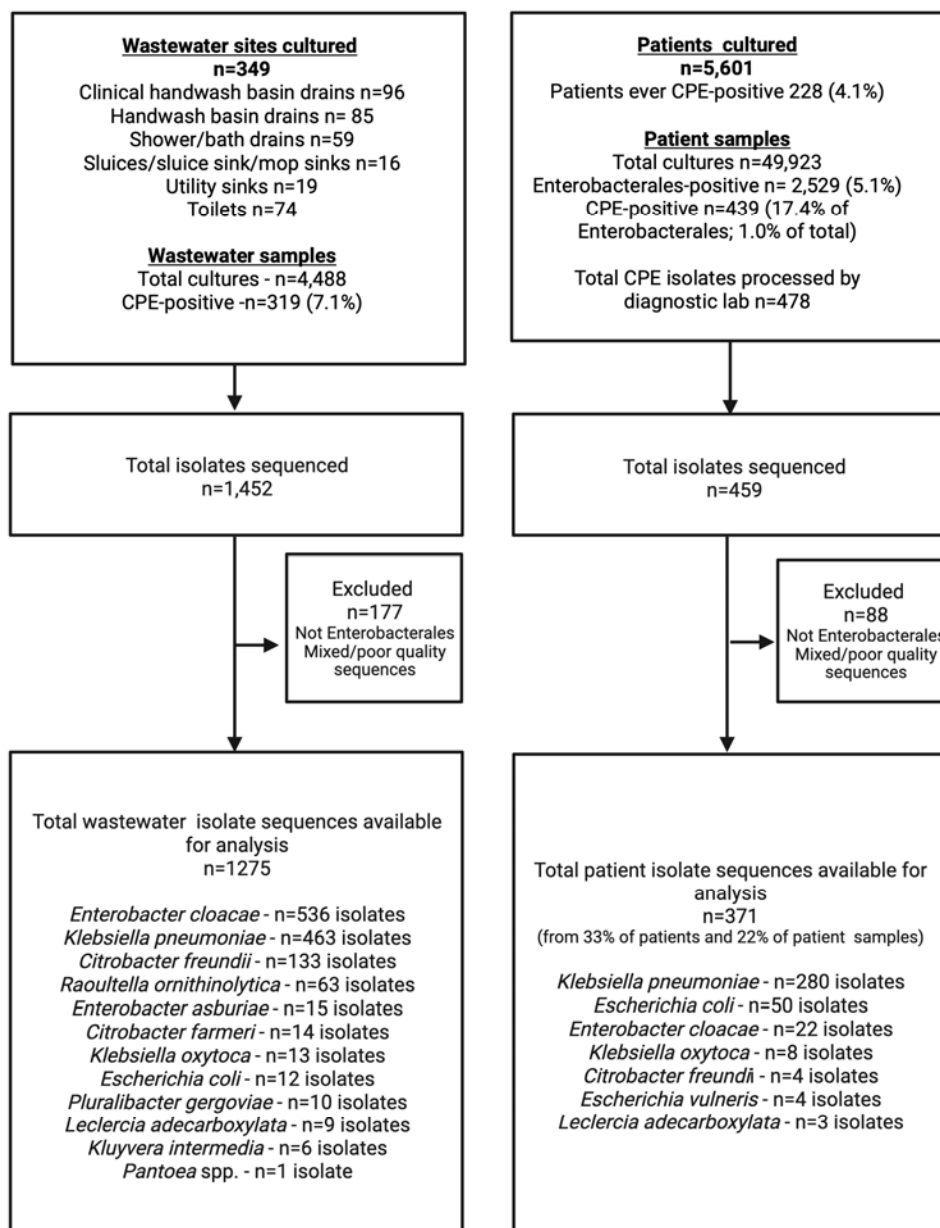 Wastewater sites cultured
n=349
Clinical handwash basin drains n=96
Handwash basin drains n= 85
Shower/bath drains n=59
Sluices/sluice sink/mop sinks n=16
Utility sinks n=19
Toilets n=74
Wastewater samples
Total cultures - n=4,488
CPE-positive -n=319 (7.1%)
Total isolates sequenced
n=1,452
Excluded
n=177
Not Enterobacterales
Mixed/poor quality
sequences
Total wastewater isolate sequences available
for analysis
n=1275
Enterobacter cloacae - n=536 isolates
Klebsiella pneumoniae - n=463 isolates
Citrobacter freundii - n=133 isolates
Raoultella ornithinolytica - n=63 isolates
Enterobacter asburiae - n=15 isolates
Citrobacter farmeri - n=14 isolates
Klebsiella oxytoca - n=13 isolates
Escherichia coli - n=12 isolates
Pluralibacter gergoviae - n=10 isolates
Leclercia adecarboxylata - n=9 isolates
Kluyvera intermedia - n=6 isolates
Pantoea spp. - n=1 isolate
Patients cultured
n=5,601
Patients ever CPE-positive 228 (4.1%)
Patient samples
Total cultures n=49,923
Enterobacterales-positive n= 2,529 (5.1%)
CPE-positive n=439 (17.4% of
Enterobacterales; 1.0% of total)
Total CPE isolates processed by
diagnostic lab n=478
Total isolates sequenced
n=459
Excluded
n=88
Not Enterobacterales
Mixed/poor quality
sequences
Total patient isolate sequences available for
analysis
n=371
(from 33% of patients and 22% of patient samples)
Klebsiella pneumoniae - n=280 isolates
Escherichia coli - n=50 isolates
Enterobacter cloacae - n=22 isolates
Klebsiella oxytoca - n=8 isolates
Citrobacter freundii - n=4 isolates
Escherichia vulneris - n=4 isolates
Leclercia adecarboxylata - n=3 isolates